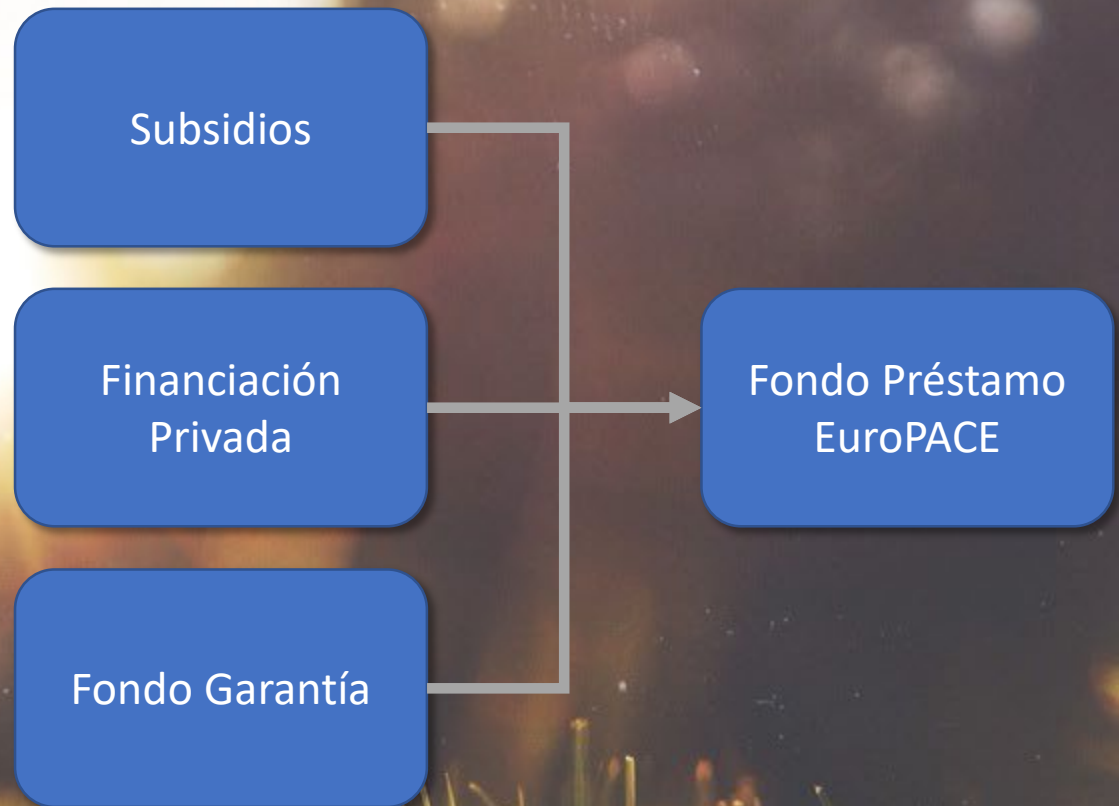 Subsidios
Financiación
Privada
Fondo Garantía
Fondo Préstamo
EuroPACE